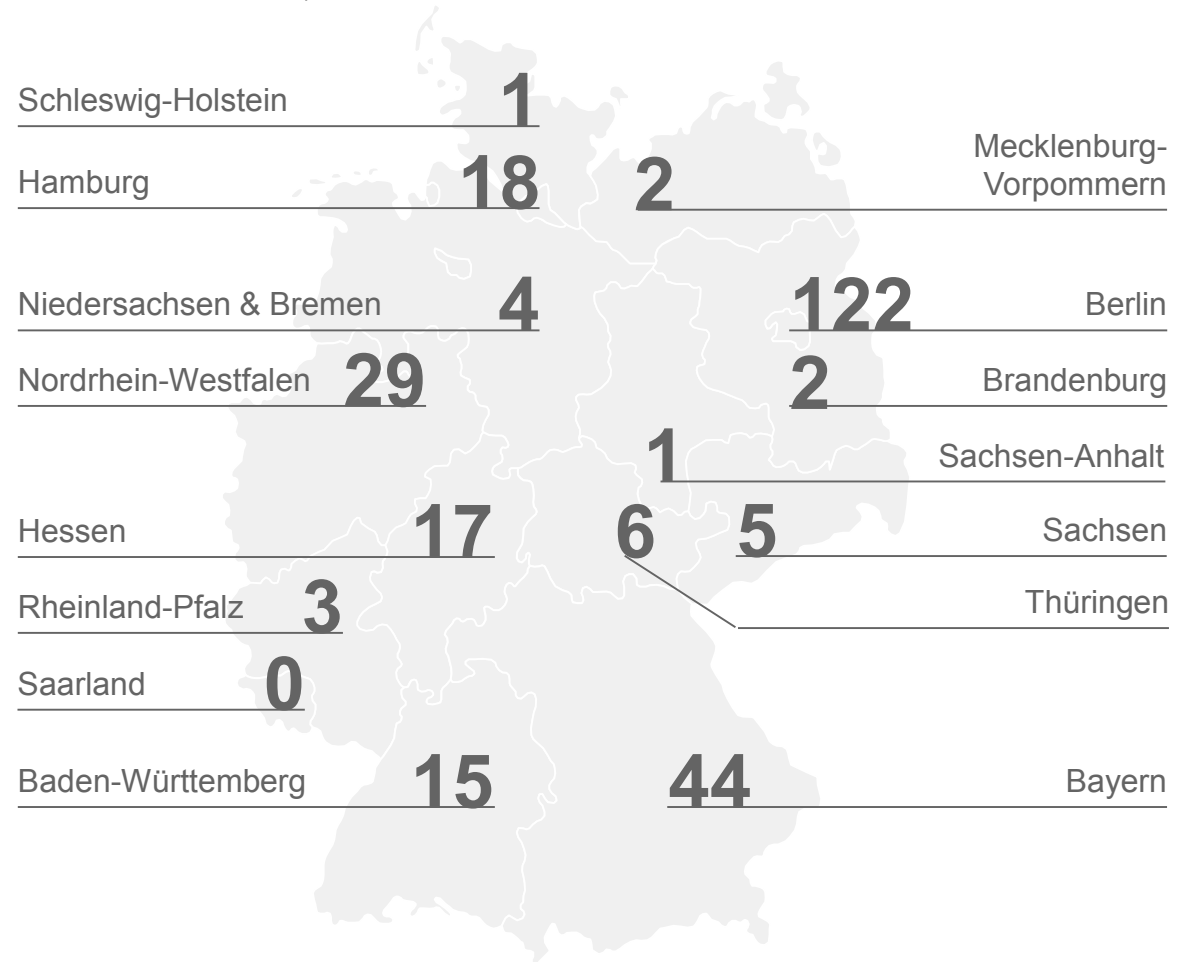 Schleswig-Holstein 1
Hamburg 18
2 Mecklenburg-
Vorpommern
Niedersachsen & Bremen 4
122 Berlin
Nordrhein-Westfalen 29
2 Brandenburg
1 Sachsen-Anhalt
Hessen 17
6 5 Sachsen
Thüringen
Rheinland-Pfalz 3
Saarland 0
Baden-Württemberg 15
44 Bayern